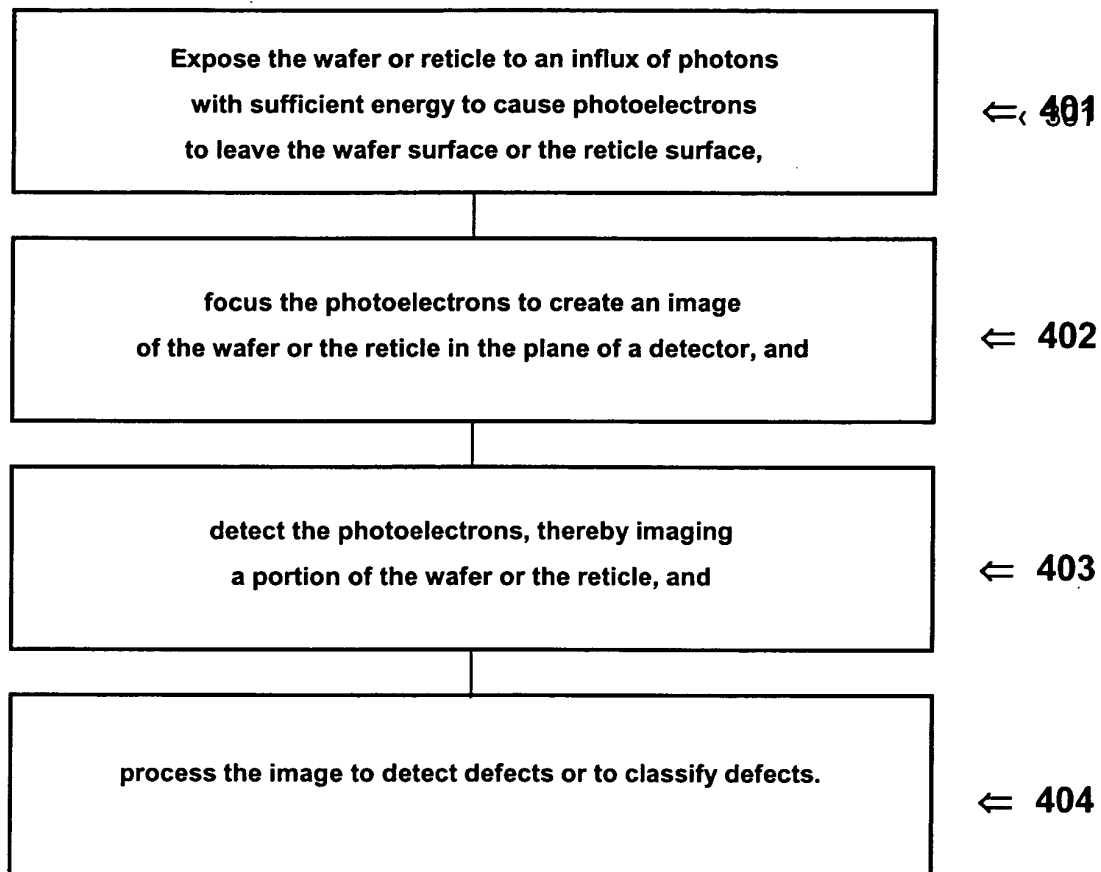 Expose the wafer or reticle to an influx of photons
with sufficient energy to cause photoelectrons
to leave the wafer surface or the reticle surface,
⇐ 401
focus the photoelectrons to create an image
of the wafer or the reticle in the plane of a detector, and
⇐ 402
detect the photoelectrons, thereby imaging
a portion of the wafer or the reticle, and
⇐ 403
process the image to detect defects or to classify defects.
⇐ 404